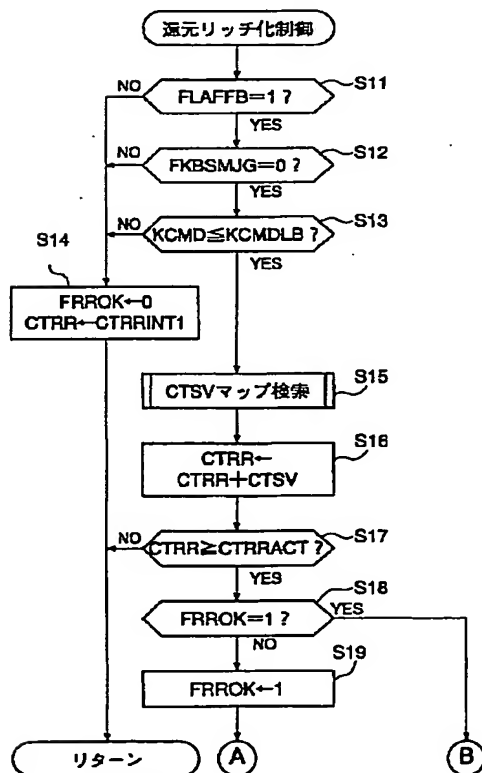 還元リッチ化制御
S11
NO
FLAFFB=1?
YES
S12
NO
FKBSMJG=0?
YES
S13
NO
KCMD≦KCMDLB?
YES
S14
FRROK←0
CTRR←CTRRINT1
S15
CTSVマップ検索
S16
CTRR←
CTRR+CTSV
S17
NO
CTRR≧CTRRACT?
YES
S18
FRROK=1?
YES
NO
S19
FRROK←1
リターン
A
B